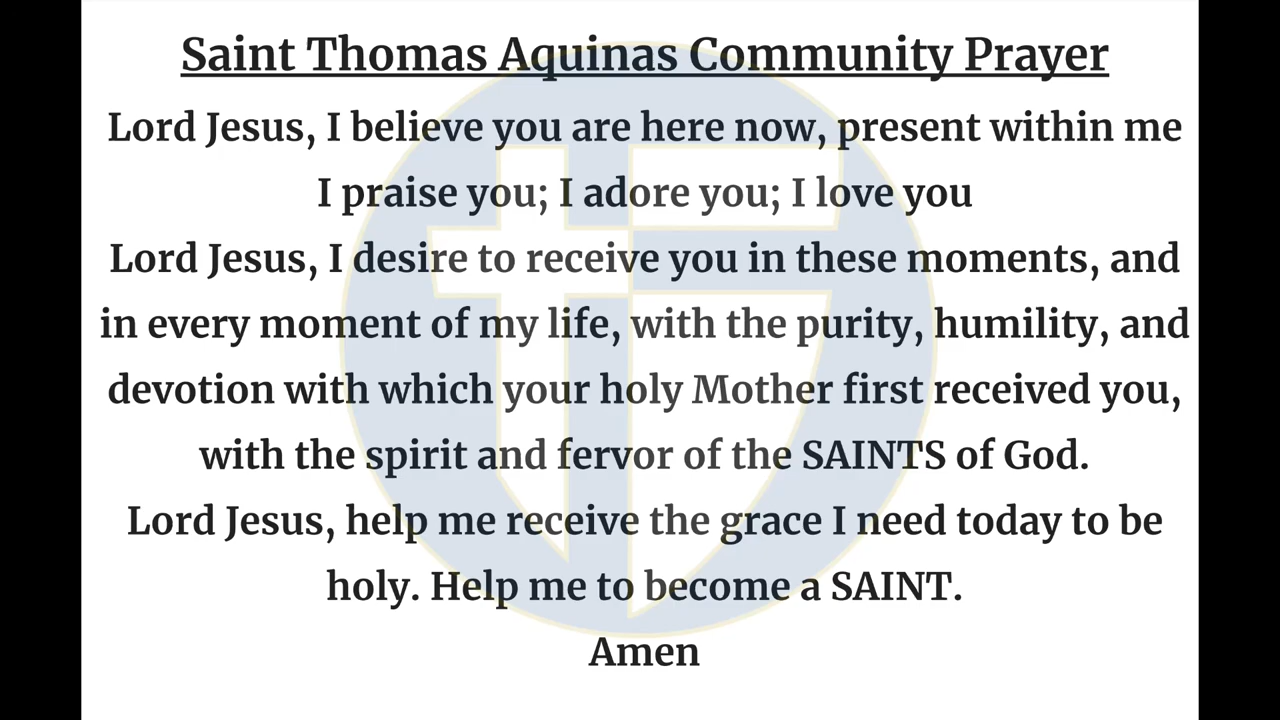 Saint Thomas Aquinas Community Prayer
Lord Jesus, I believe you are here now, present within me
I praise you; I adore you; I love you
Lord Jesus, I desire to receive you in these moments, and
in every moment of my life, with the purity, humility, and
devotion with which your holy Mother first received you,
with the spirit and fervor of the SAINTS of God.
Lord Jesus, help me receive the grace I need today to be
holy. Help me to become a SAINT.
Amen